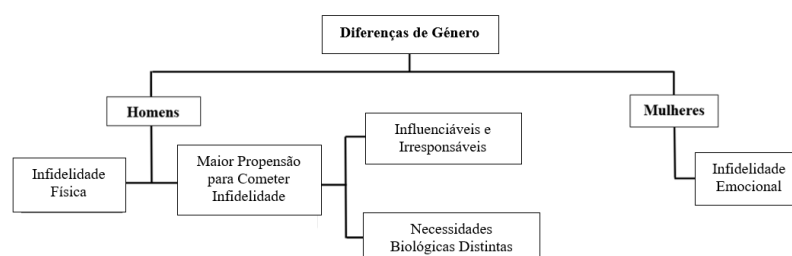 Diferenças de Género
Homens
Mulheres
Infidelidade
Física
Maior Propensão
para Cometer
Infidelidade
Influenciáveis e
Irresponsáveis
Necessidades
Biológicas Distintas
Infidelidade
Emocional